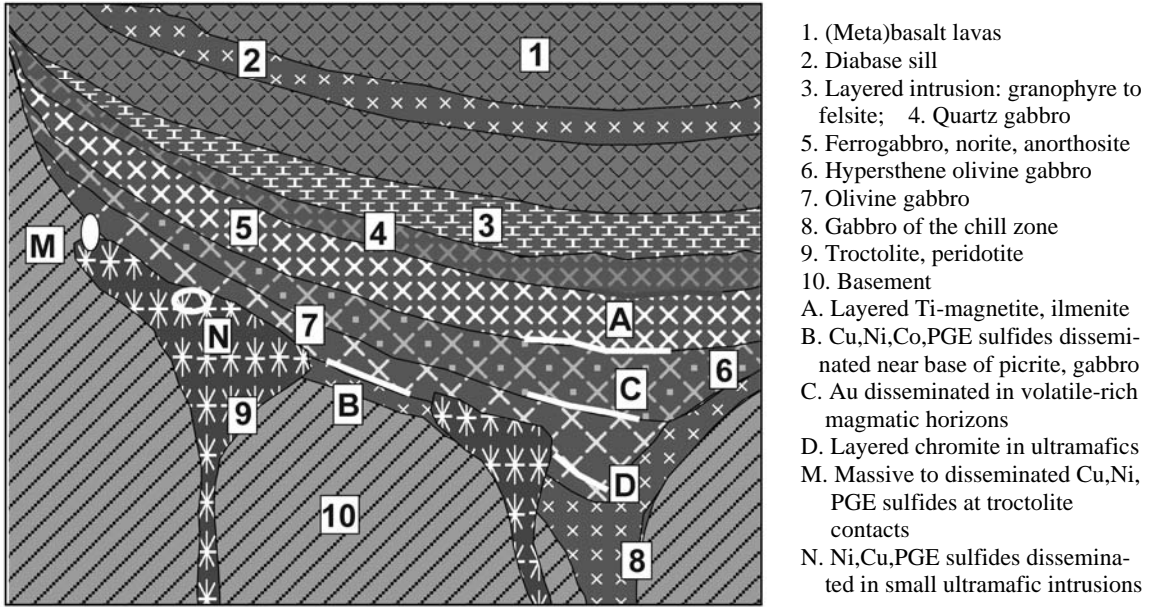 1
2
3
4
5
M
A
N
7
6
C
B
9
D
10
8
1. (Meta)basalt lavas
2. Diabase sill
3. Layered intrusion: granophyre to
felsite; 4. Quartz gabbro
5. Ferrogabbro, norite, anorthosite
6. Hypersthene olivine gabbro
7. Olivine gabbro
8. Gabbro of the chill zone
9. Troctolite, peridotite
10. Basement
A. Layered Ti-magnetite, ilmenite
B. Cu,Ni,Co,PGE sulfides dissemi-
nated near base of picrite, gabbro
C. Au disseminated in volatile-rich
magmatic horizons
D. Layered chromite in ultramafics
M. Massive to disseminated Cu,Ni,
PGE sulfides at troctolite
contacts
N. Ni,Cu,PGE sulfides dissemina-
ted in small ultramafic intrusions